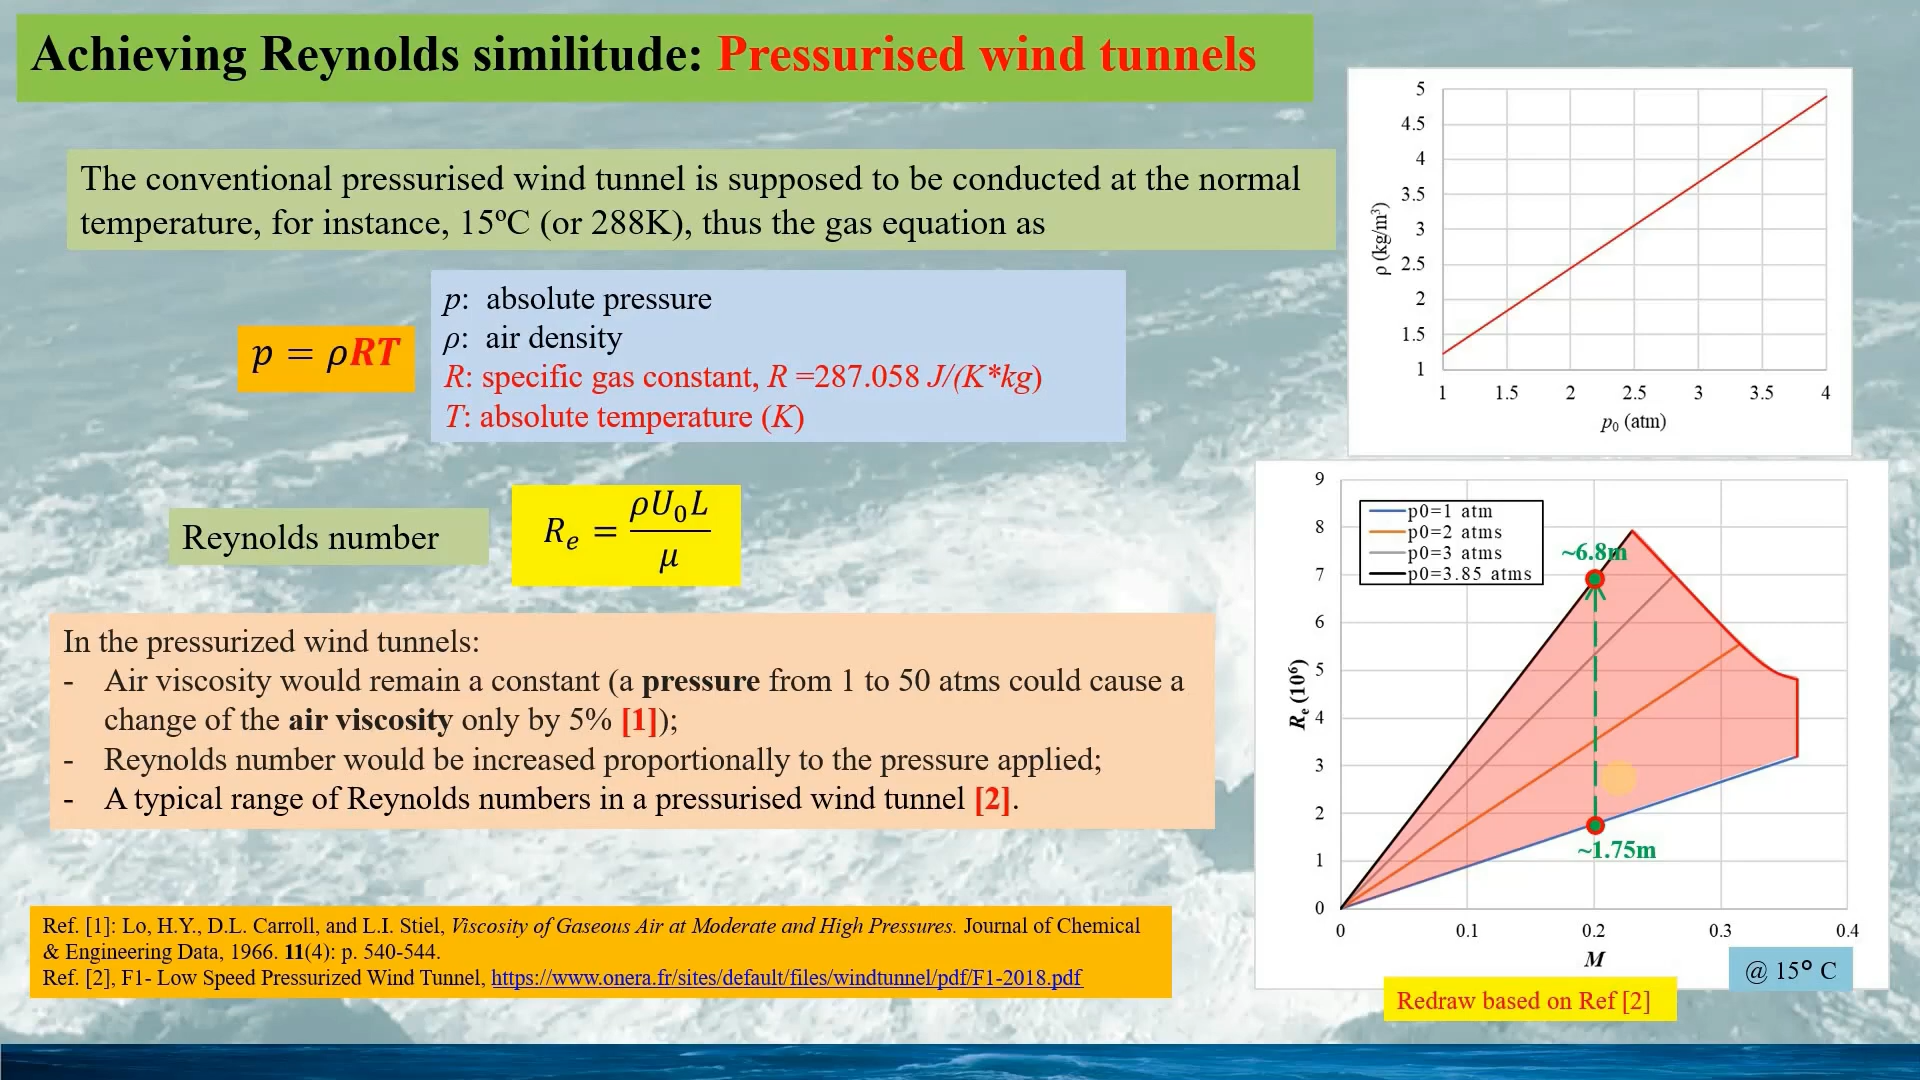 Achieving Reynolds similitude: Pressurised wind tunnels
The conventional pressurised wind tunnel is supposed to be conducted at the normal
temperature, for instance, 15ºC (or 288K), thus the gas equation as
p = ρRT
p: absolute pressure
ρ: air density
R: specific gas constant, R =287.058 J/(K*kg)
T: absolute temperature (K)
Reynolds number
Rₑ = ρU₀L / μ
In the pressurized wind tunnels:
- Air viscosity would remain a constant (a pressure from 1 to 50 atms could cause a
change of the air viscosity only by 5% [1]);
- Reynolds number would be increased proportionally to the pressure applied;
- A typical range of Reynolds numbers in a pressurised wind tunnel [2].
Ref. [1]: Lo, H.Y., D.L. Carroll, and L.I. Stiel, Viscosity of Gaseous Air at Moderate and High Pressures. Journal of Chemical
& Engineering Data, 1966. 11(4): p. 540-544.
Ref. [2], F1- Low Speed Pressurized Wind Tunnel, https://www.onera.fr/sites/default/files/windtunnel/pdf/F1-2018.pdf
5
4.5
4
3.5
3
2.5
2
1.5
1
ρ (kg/m³)
1 1.5 2 2.5 3 3.5 4
p₀ (atm)
9
8
7
6
5
4
3
2
1
0
Rₑ (10⁶)
p0=1 atm
p0=2 atms
p0=3 atms
p0=3.85 atms
~6.8m
~1.75m
0 0.1 0.2 0.3 0.4
M
@ 15° C
Redraw based on Ref [2]